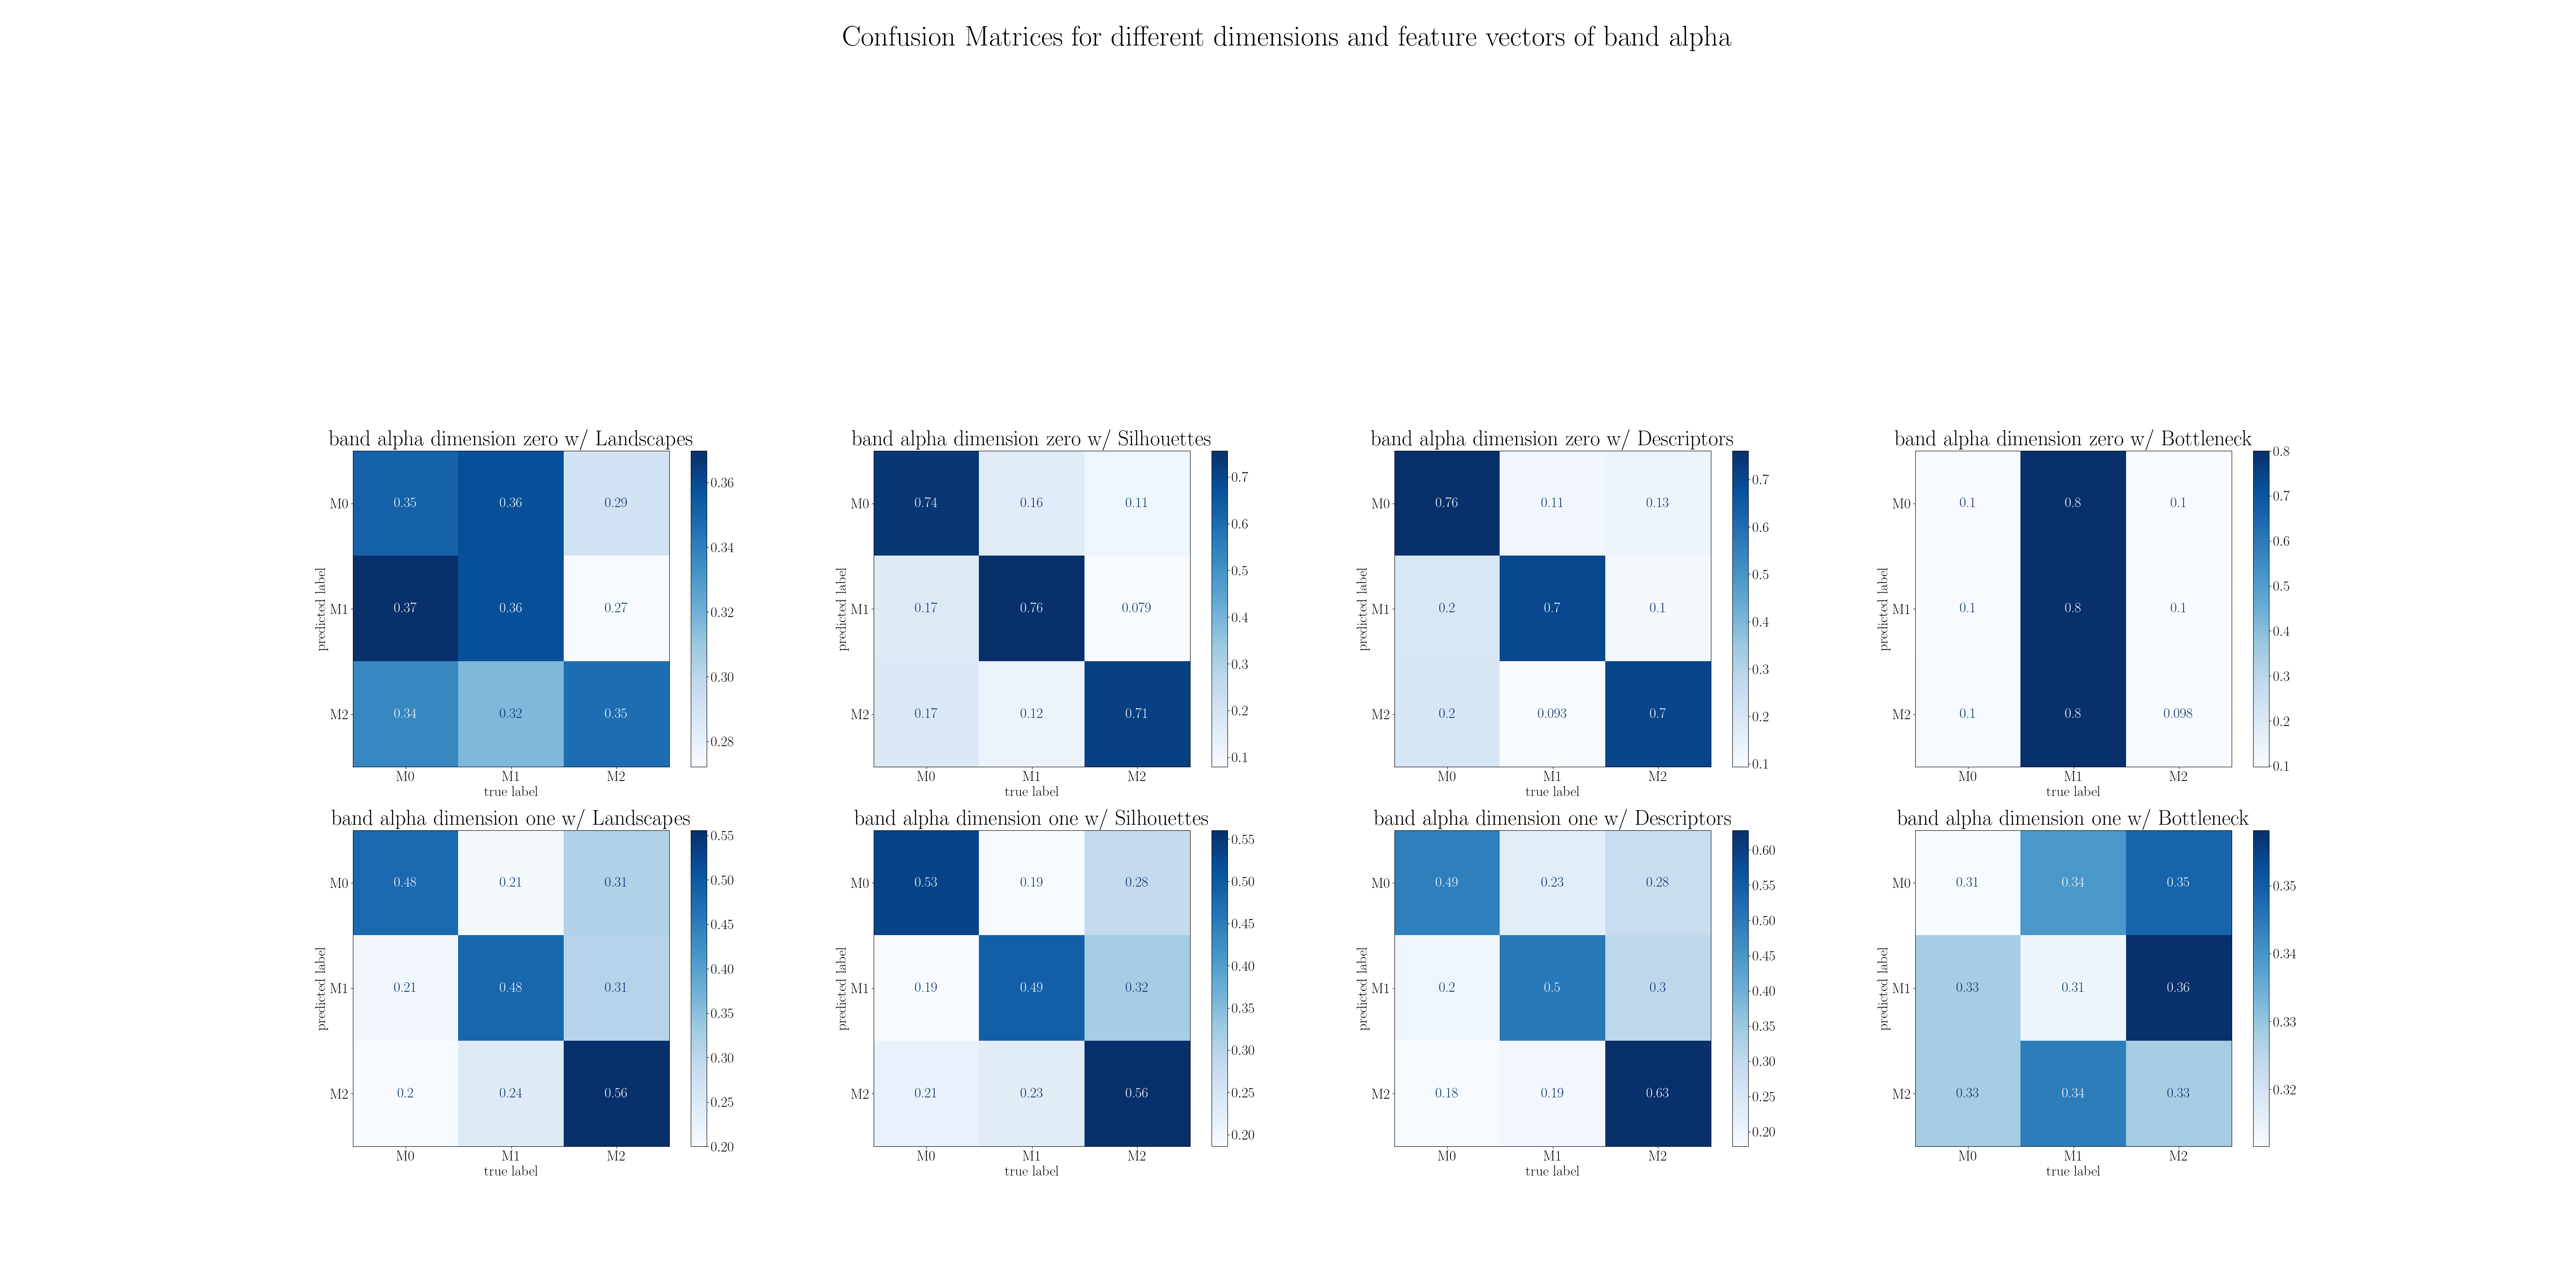 Confusion Matrices for different dimensions and feature vectors of band alpha
band alpha dimension zero w/ Landscapes
predicted label
M0 0.35 0.36 0.29
M1 0.37 0.36 0.27
M2 0.34 0.32 0.35
M0 M1 M2
true label
0.36
0.34
0.32
0.30
0.28
band alpha dimension zero w/ Silhouettes
predicted label
M0 0.74 0.16 0.11
M1 0.17 0.76 0.079
M2 0.17 0.12 0.71
M0 M1 M2
true label
0.7
0.6
0.5
0.4
0.3
0.2
0.1
band alpha dimension zero w/ Descriptors
predicted label
M0 0.76 0.11 0.13
M1 0.2 0.7 0.1
M2 0.2 0.093 0.7
M0 M1 M2
true label
0.7
0.6
0.5
0.4
0.3
0.2
0.1
band alpha dimension zero w/ Bottleneck
predicted label
M0 0.1 0.8 0.1
M1 0.1 0.8 0.1
M2 0.1 0.8 0.098
M0 M1 M2
true label
0.8
0.7
0.6
0.5
0.4
0.3
0.2
0.1
band alpha dimension one w/ Landscapes
predicted label
M0 0.48 0.21 0.31
M1 0.21 0.48 0.31
M2 0.2 0.24 0.56
M0 M1 M2
true label
0.55
0.50
0.45
0.40
0.35
0.30
0.25
0.20
band alpha dimension one w/ Silhouettes
predicted label
M0 0.53 0.19 0.28
M1 0.19 0.49 0.32
M2 0.21 0.23 0.56
M0 M1 M2
true label
0.55
0.50
0.45
0.40
0.35
0.30
0.25
0.20
band alpha dimension one w/ Descriptors
predicted label
M0 0.49 0.23 0.28
M1 0.2 0.5 0.3
M2 0.18 0.19 0.63
M0 M1 M2
true label
0.60
0.55
0.50
0.45
0.40
0.35
0.30
0.25
0.20
band alpha dimension one w/ Bottleneck
predicted label
M0 0.31 0.34 0.35
M1 0.33 0.31 0.36
M2 0.33 0.34 0.33
M0 M1 M2
true label
0.35
0.34
0.33
0.32